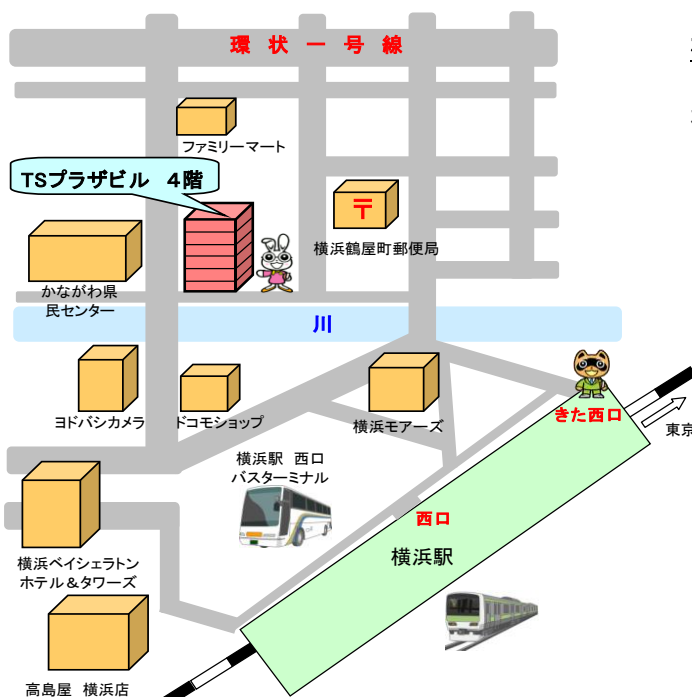 環 状 一 号 線
ファミリーマート
TSプラザビル 4階
〒
横浜鶴屋町郵便局
かながわ県
民センター
川
ヨドバシカメラ
ドコモショップ
横浜モアーズ
きた西口
東京
横浜駅 西口
バスターミナル
西口
横浜駅
横浜ベイシェラトン
ホテル&タワーズ
高島屋 横浜店